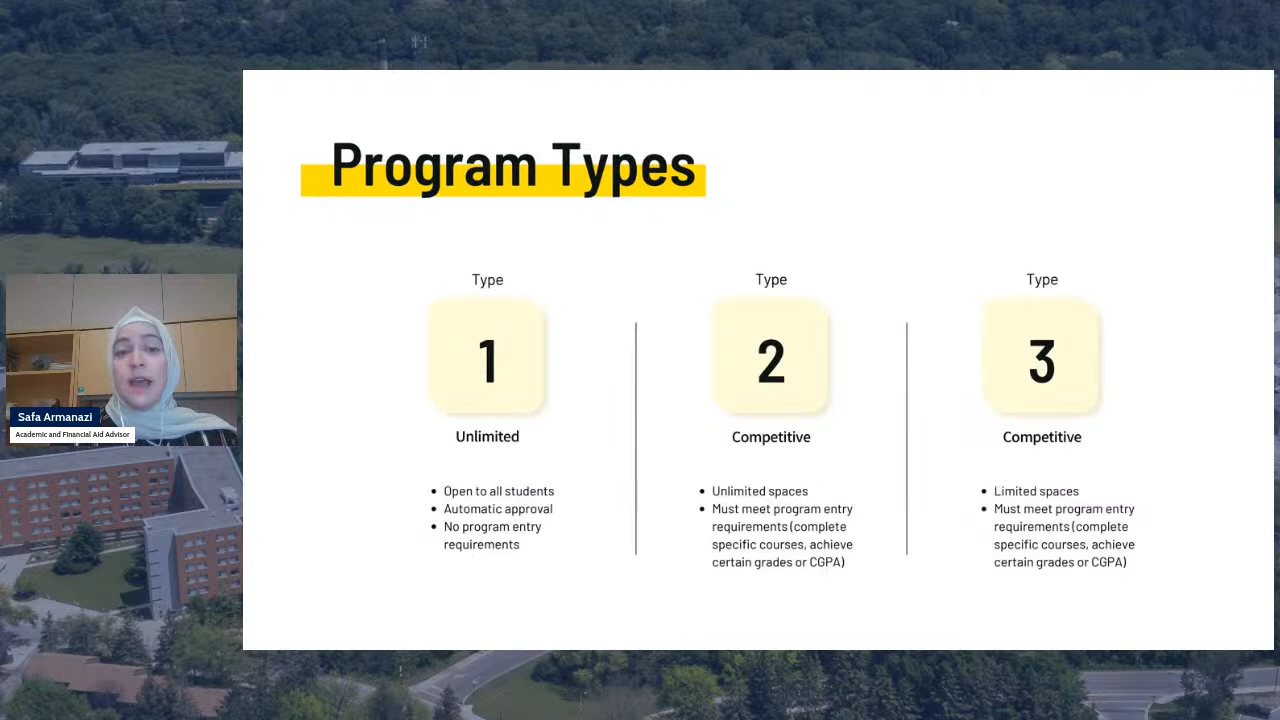 Program Types
Type
1
Unlimited
Open to all students
Automatic approval
No program entry
requirements
Type
2
Competitive
Unlimited spaces
Must meet program entry
requirements (complete
specific courses, achieve
certain grades or CGPA)
Type
3
Competitive
Limited spaces
Must meet program entry
requirements (complete
specific courses, achieve
certain grades or CGPA)
Safa Armanazi
Academic and Financial Aid Advisor